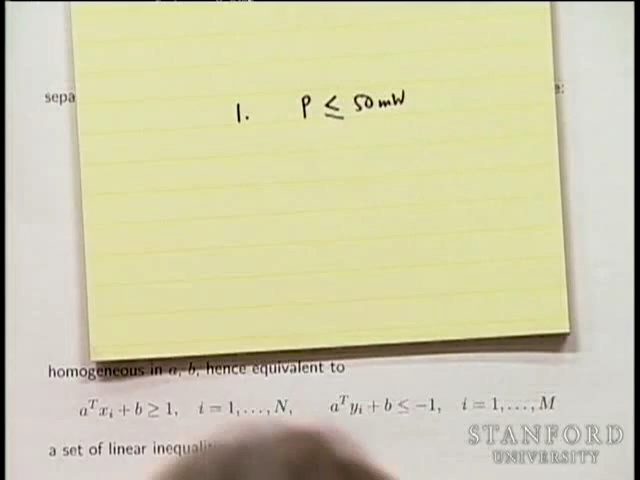 sepa e:
1. P ≤ 50mW
homogeneous in a, b, hence equivalent to
aᵀxᵢ + b ≥ 1, i = 1, . . . , N, aᵀyᵢ + b ≤ −1, i = 1, . . . , M
a set of linear inequali
STANFORD
UNIVERSITY